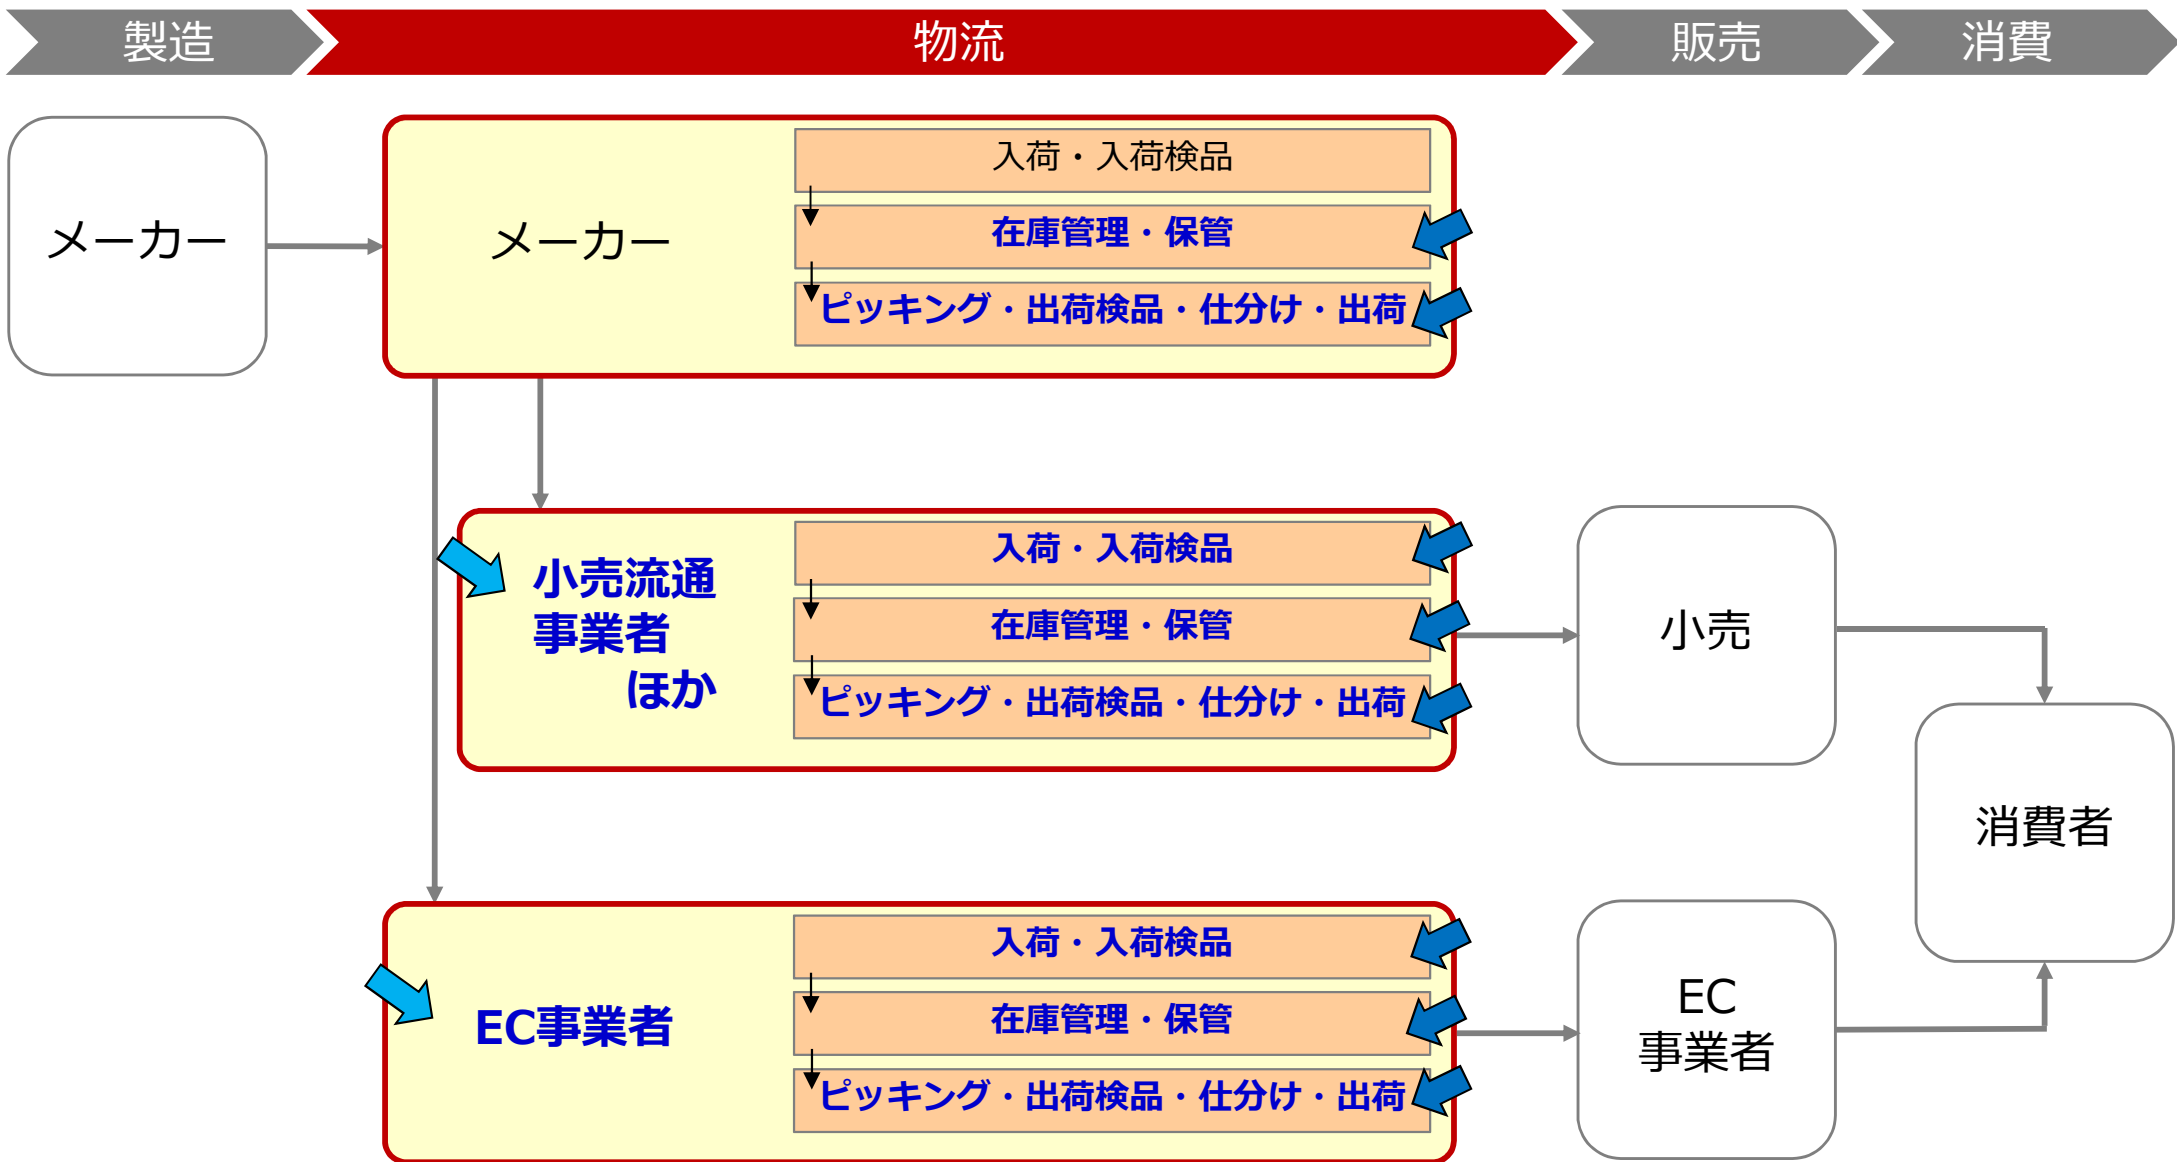 製造
物流
販売
消費
メーカー
メーカー
入荷・入荷検品
在庫管理・保管
ピッキング・出荷検品・仕分け・出荷
小売流通
事業者
ほか
入荷・入荷検品
在庫管理・保管
ピッキング・出荷検品・仕分け・出荷
小売
消費者
EC事業者
入荷・入荷検品
在庫管理・保管
ピッキング・出荷検品・仕分け・出荷
EC
事業者